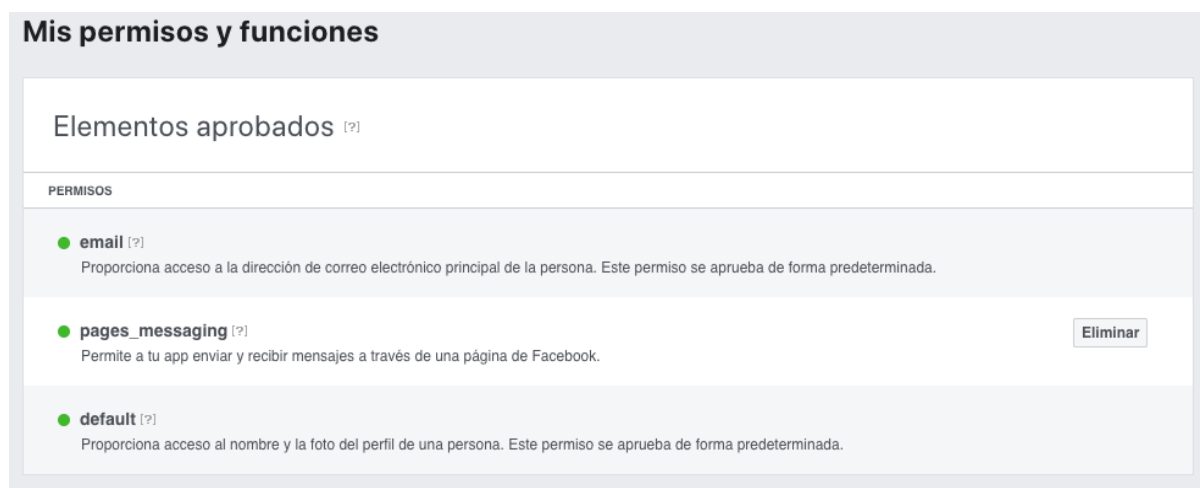 Mis permisos y funciones
Elementos aprobados [?]
PERMISOS
email [?]
Proporciona acceso a la dirección de correo electrónico principal de la persona. Este permiso se aprueba de forma predeterminada.
pages_messaging [?]
Eliminar
Permite a tu app enviar y recibir mensajes a través de una página de Facebook.
default [?]
Proporciona acceso al nombre y la foto del perfil de una persona. Este permiso se aprueba de forma predeterminada.